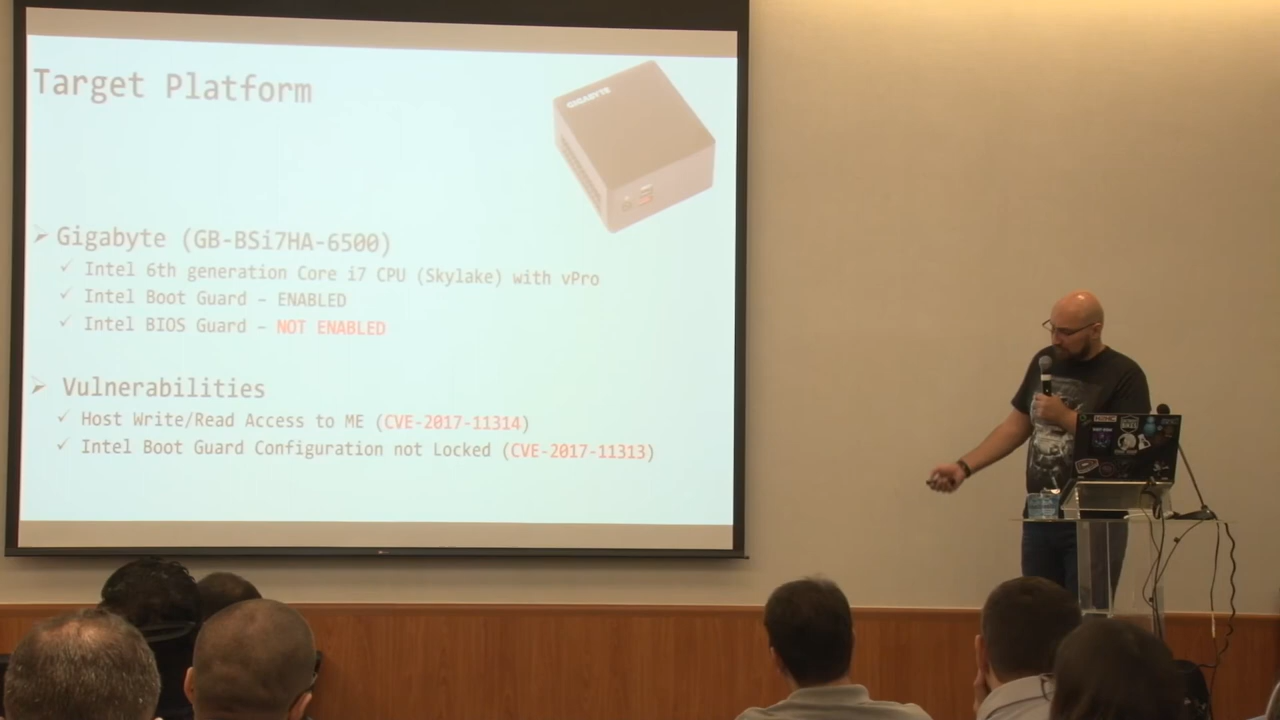 Target Platform
GIGABYTE
➢ Gigabyte (GB-BSi7HA-6500)
✓ Intel 6th generation Core i7 CPU (Skylake) with vPro
✓ Intel Boot Guard – ENABLED
✓ Intel BIOS Guard – NOT ENABLED
➢ Vulnerabilities
✓ Host Write/Read Access to ME (CVE-2017-11314)
✓ Intel Boot Guard Configuration not Locked (CVE-2017-11313)